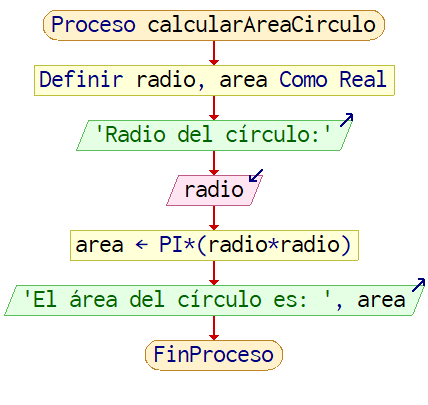 Proceso calcularAreaCirculo
Definir radio, area Como Real
'Radio del círculo:'
radio
area ← PI*(radio*radio)
'El área del círculo es: ', area
FinProceso